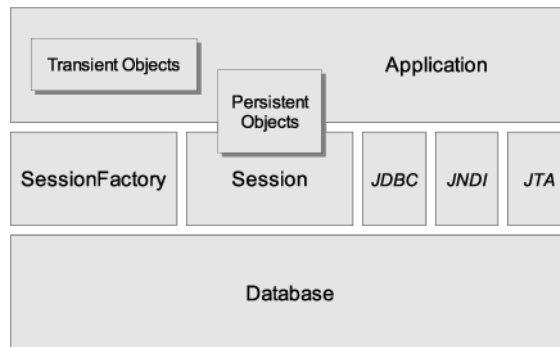 Transient Objects
Application
Persistent
Objects
SessionFactory
Session
JDBC
JNDI
JTA
Database